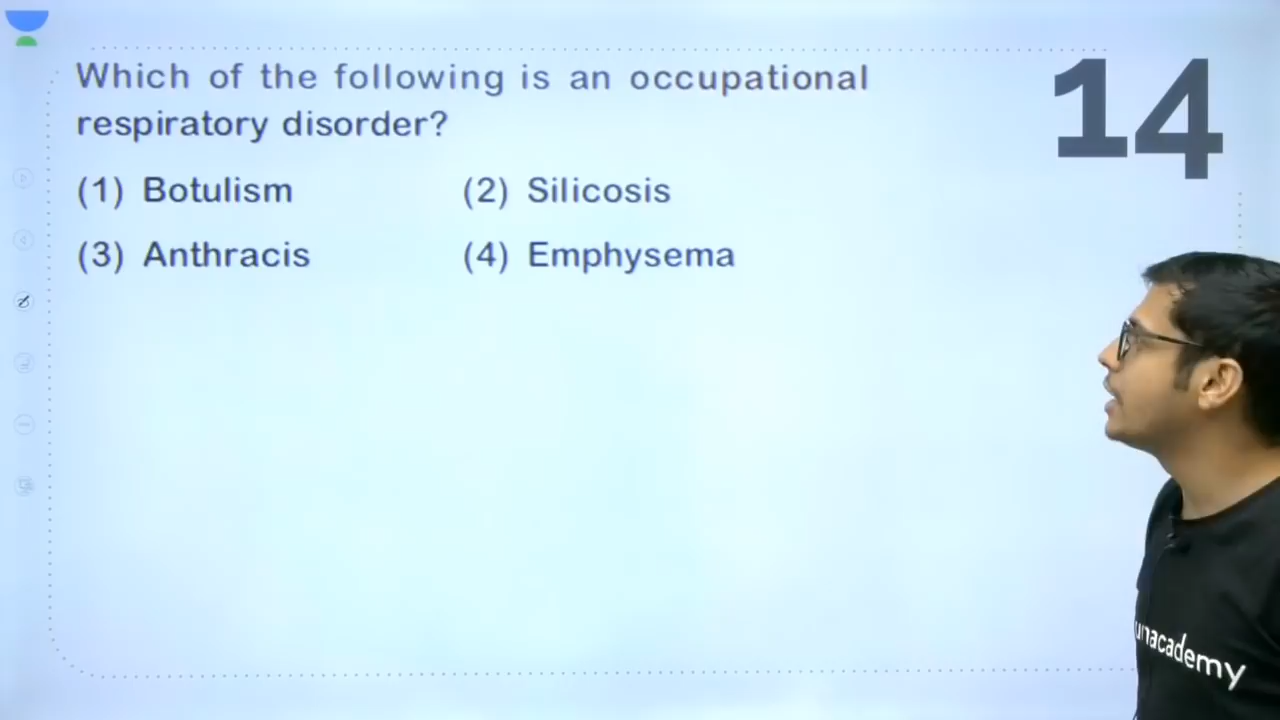 Which of the following is an occupational
respiratory disorder?
(1) Botulism (2) Silicosis
(3) Anthracis (4) Emphysema
14
unacademy